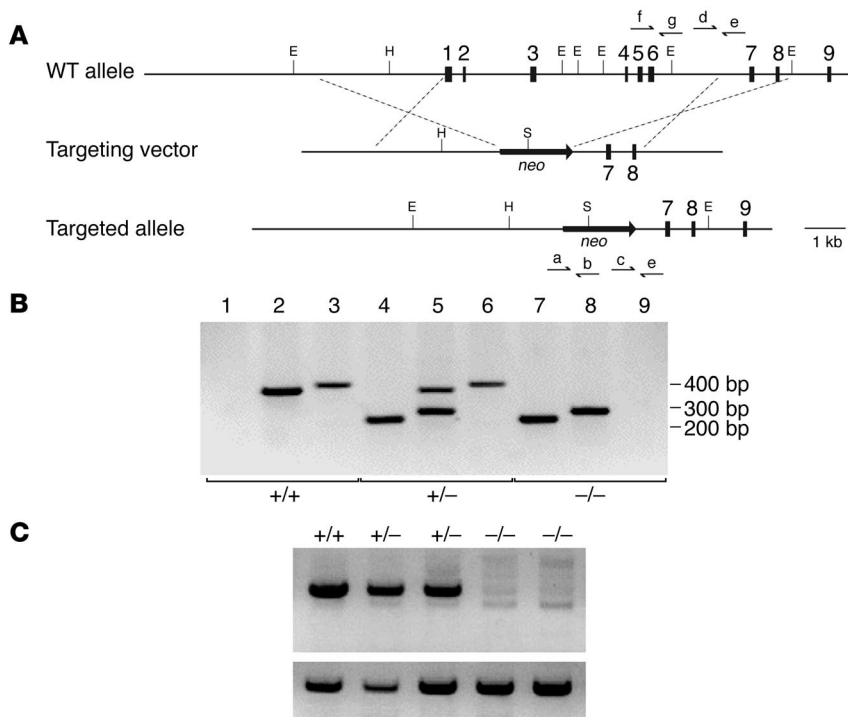 A
f g d e
E H 1 2 3 E E E 4 5 6 E 7 8 E 9
WT allele
H S
Targeting vector
neo 7 8
E H S 7 8 E 9
Targeted allele
neo 1 kb
a b c e
B
1 2 3 4 5 6 7 8 9
400 bp
300 bp
200 bp
+/+ +/– –/–
C
+/+ +/– +/– –/– –/–